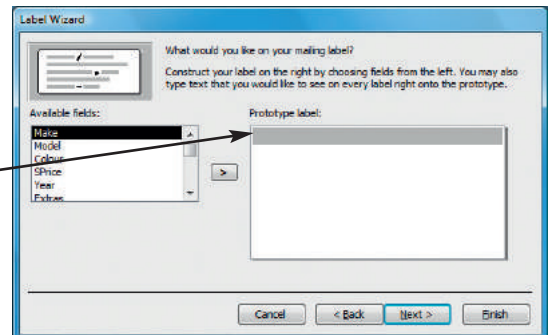 Label Wizard
What would you like on your mailing label?
Construct your label on the right by choosing fields from the left. You may also
type text that you would like to see on every label right onto the prototype.
Available fields:
Prototype label:
Make
Model
Colour
SPrice
Year
Extras
>
Cancel
< Back
Next >
Finish